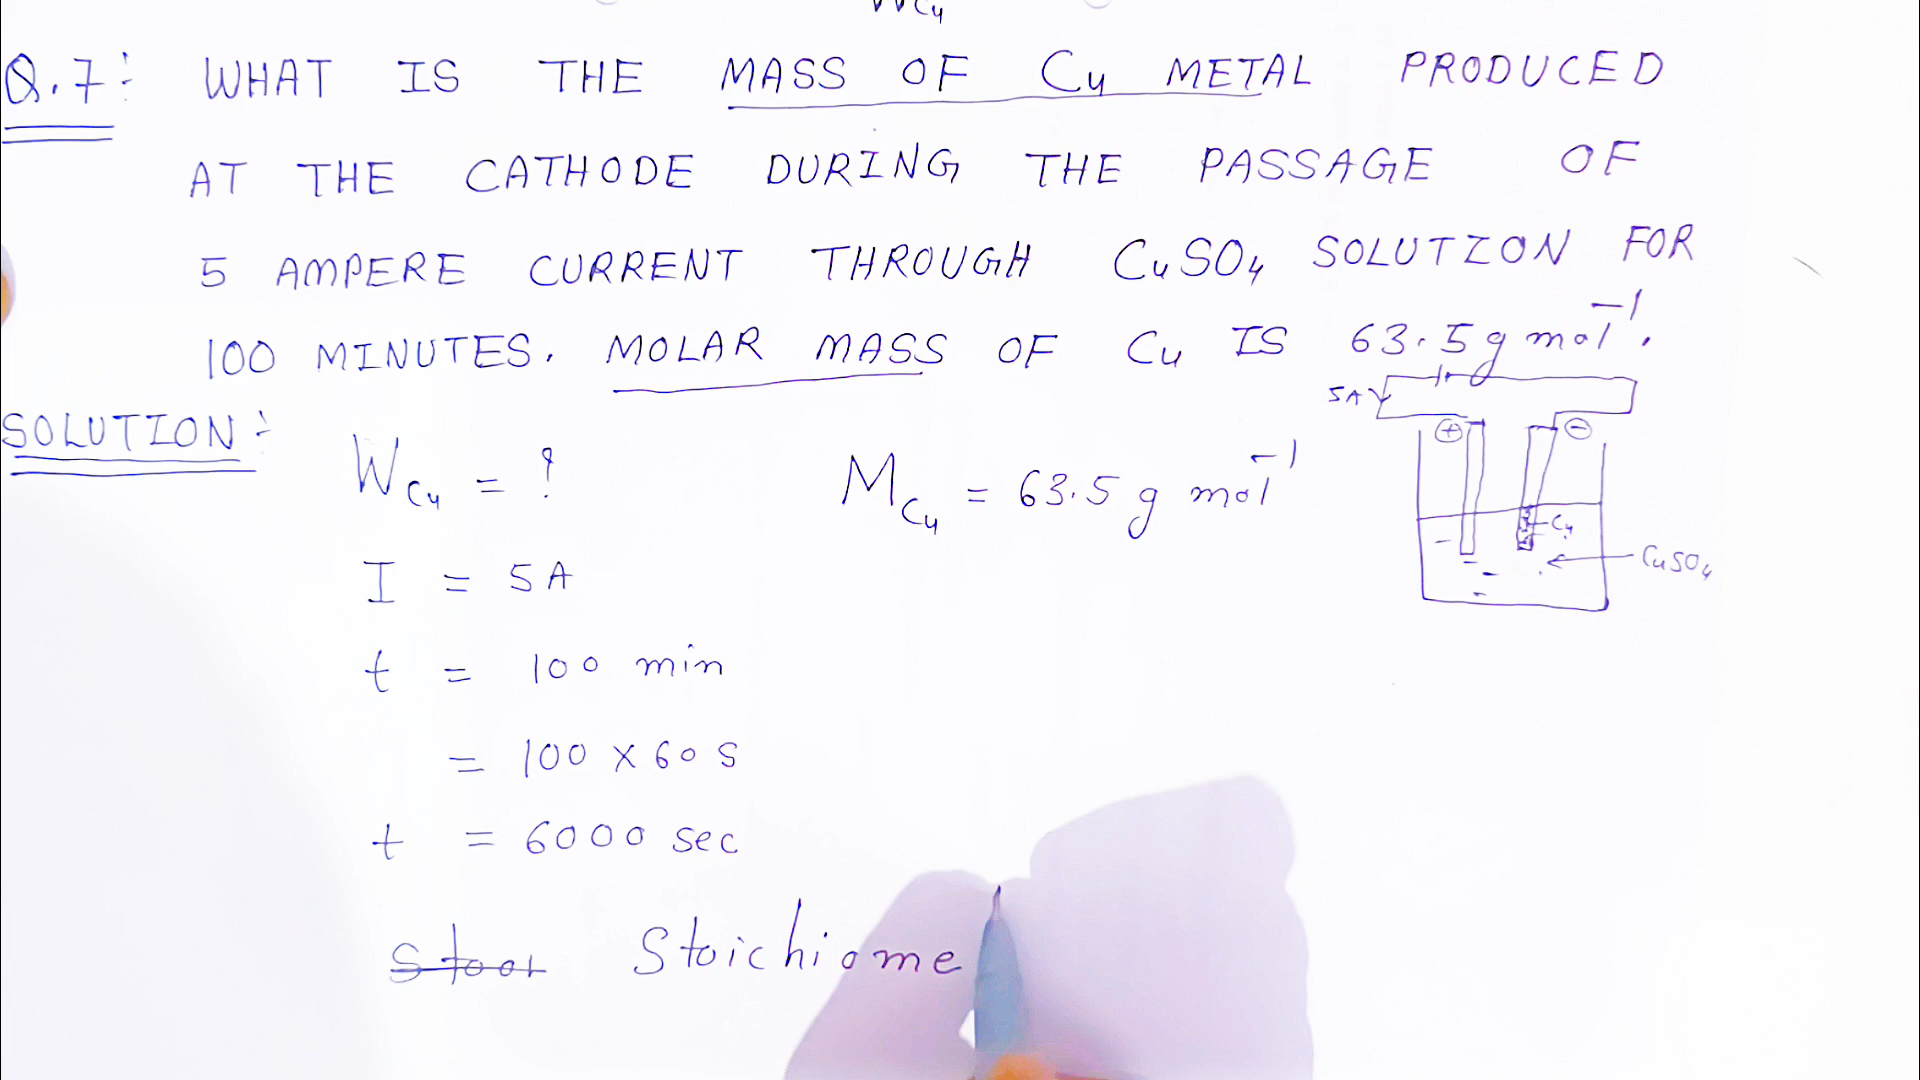 WCu
Q.7: WHAT IS THE MASS OF Cu METAL PRODUCED
AT THE CATHODE DURING THE PASSAGE OF
5 AMPERE CURRENT THROUGH CuSO4 SOLUTION FOR
100 MINUTES. MOLAR MASS OF Cu IS 63.5 g mol⁻¹.
5A
SOLUTION:
WCu = ?
MCu = 63.5 g mol⁻¹
+ −
Cu
CuSO4
I = 5A
t = 100 min
= 100 × 60 s
t = 6000 sec
Stoichiome